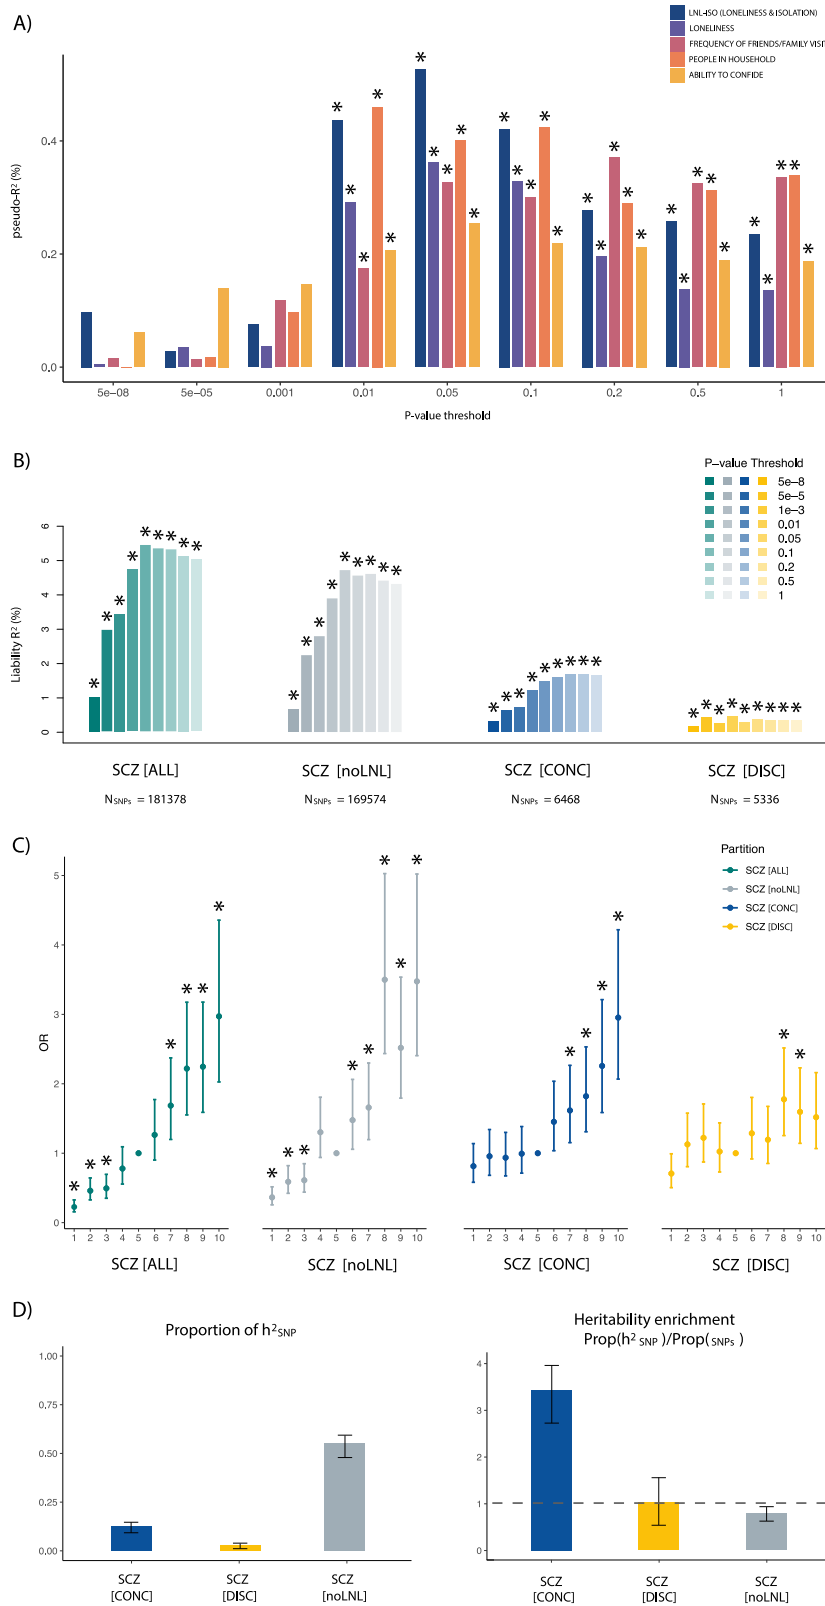 A)
LNL-ISO (LONELINESS & ISOLATION)
LONELINESS
FREQUENCY OF FRIENDS/FAMILY VISIT
PEOPLE IN HOUSEHOLD
ABILITY TO CONFIDE
pseudo-R² (%)
0.4
0.2
0.0
* * * * * * * * * * * * * * * * * * * * * * * * * * * * * *
5e-08 5e-05 0.001 0.01 0.05 0.1 0.2 0.5 1
P-value threshold
B)
P-value Threshold
5e-8
5e-5
1e-3
0.01
0.05
0.1
0.2
0.5
1
Liability R² (%)
6
5
4
3
2
1
0
* * * * * * * * * * * * * * * * * * * * * * * * * * * * * * * * * * * *
SCZ [ALL] SCZ [noLNL] SCZ [CONC] SCZ [DISC]
NSNPs = 181378 NSNPs = 169574 NSNPs = 6468 NSNPs = 5336
C)
Partition
SCZ [ALL]
SCZ [noLNL]
SCZ [CONC]
SCZ [DISC]
OR
5
4
3
2
1
0
* * * * * * * * * * * * * * * * * * * *
1 2 3 4 5 6 7 8 9 10 1 2 3 4 5 6 7 8 9 10 1 2 3 4 5 6 7 8 9 10 1 2 3 4 5 6 7 8 9 10
SCZ [ALL] SCZ [noLNL] SCZ [CONC] SCZ [DISC]
D)
Proportion of h²SNP
1.00
0.75
0.50
0.25
0.00
SCZ [CONC] SCZ [DISC] SCZ [noLNL]
Heritability enrichment
Prop(h² SNP )/Prop(SNPs )
4
3
2
1
0
SCZ [CONC] SCZ [DISC] SCZ [noLNL]